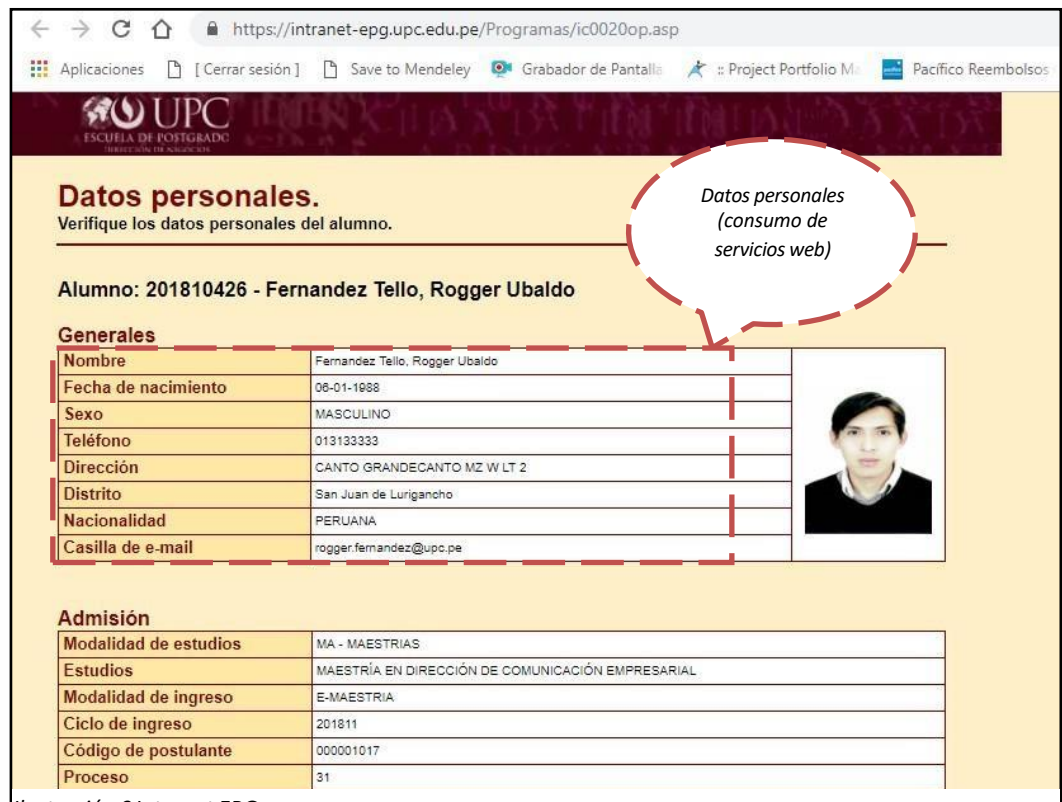 https://intranet-epg.upc.edu.pe/Programas/ic0020op.asp
Aplicaciones [ Cerrar sesión ] Save to Mendeley Grabador de Pantalla :: Project Portfolio Ma Pacífico Reembolsos
UPC
ESCUELA DE POSTGRADO
DIRECCIÓN DE NEGOCIOS
Datos personales.
Verifique los datos personales del alumno.
Datos personales
(consumo de
servicios web)
Alumno: 201810426 - Fernandez Tello, Rogger Ubaldo
Generales
Nombre Fernandez Tello, Rogger Ubaldo
Fecha de nacimiento 06-01-1988
Sexo MASCULINO
Teléfono 013133333
Dirección CANTO GRANDECANTO MZ W LT 2
Distrito San Juan de Lurigancho
Nacionalidad PERUANA
Casilla de e-mail rogger.fernandez@upc.pe
Admisión
Modalidad de estudios MA - MAESTRIAS
Estudios MAESTRÍA EN DIRECCIÓN DE COMUNICACIÓN EMPRESARIAL
Modalidad de ingreso E-MAESTRIA
Ciclo de ingreso 201811
Código de postulante 000001017
Proceso 31